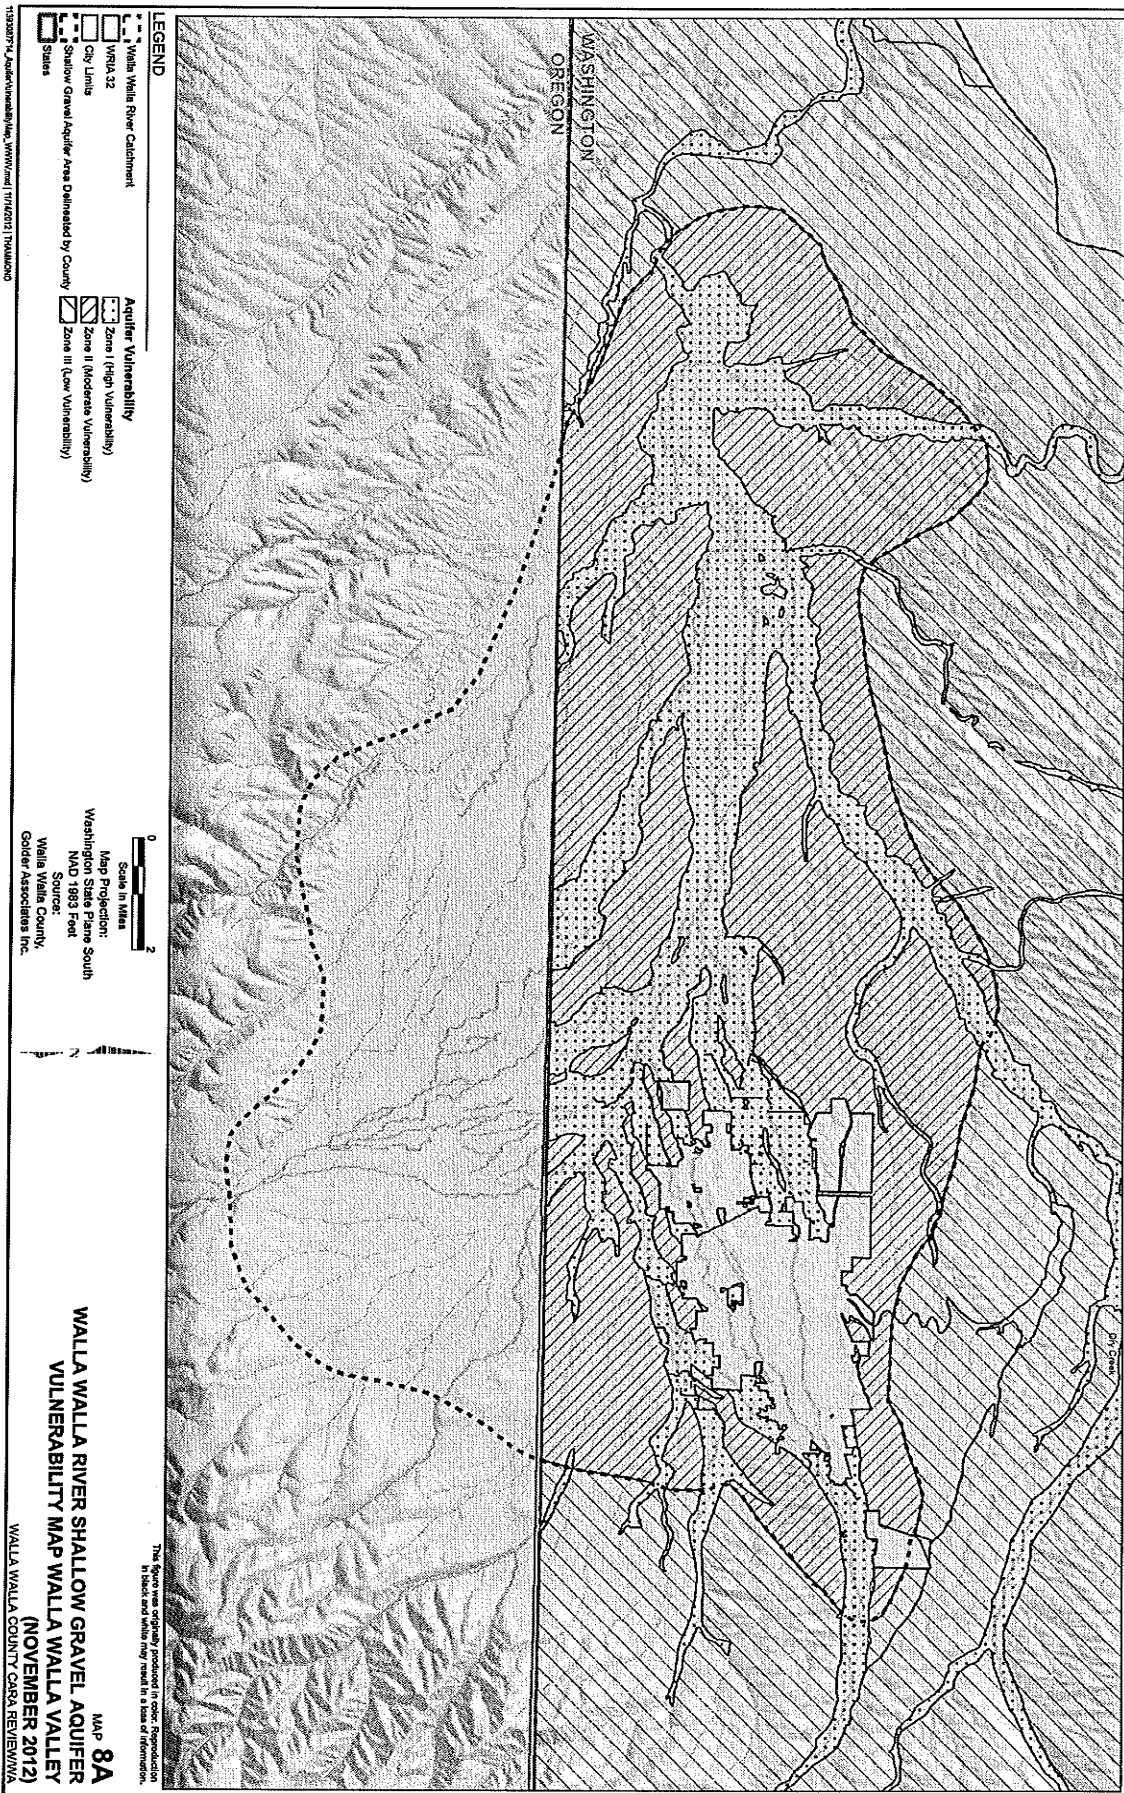 WASHINGTON
OREGON
Dry Creek
LEGEND
Walla Walla River Catchment
WRIA 32
City Limits
Shallow Gravel Aquifer Area Delineated by County
States
Aquifer Vulnerability
Zone I (High Vulnerability)
Zone II (Moderate Vulnerability)
Zone III (Low Vulnerability)
0 2
Scale in Miles
Map Projection:
Washington State Plane South
NAD 1983 Feet
Source:
Walla Walla County,
Golder Associates Inc.
N
This figure was originally produced in color. Reproduction
in black and white may result in a loss of information.
MAP 8A
WALLA WALLA RIVER SHALLOW GRAVEL AQUIFER
VULNERABILITY MAP WALLA WALLA VALLEY
(NOVEMBER 2012)
WALLA WALLA COUNTY/CARA REVIEW/WA